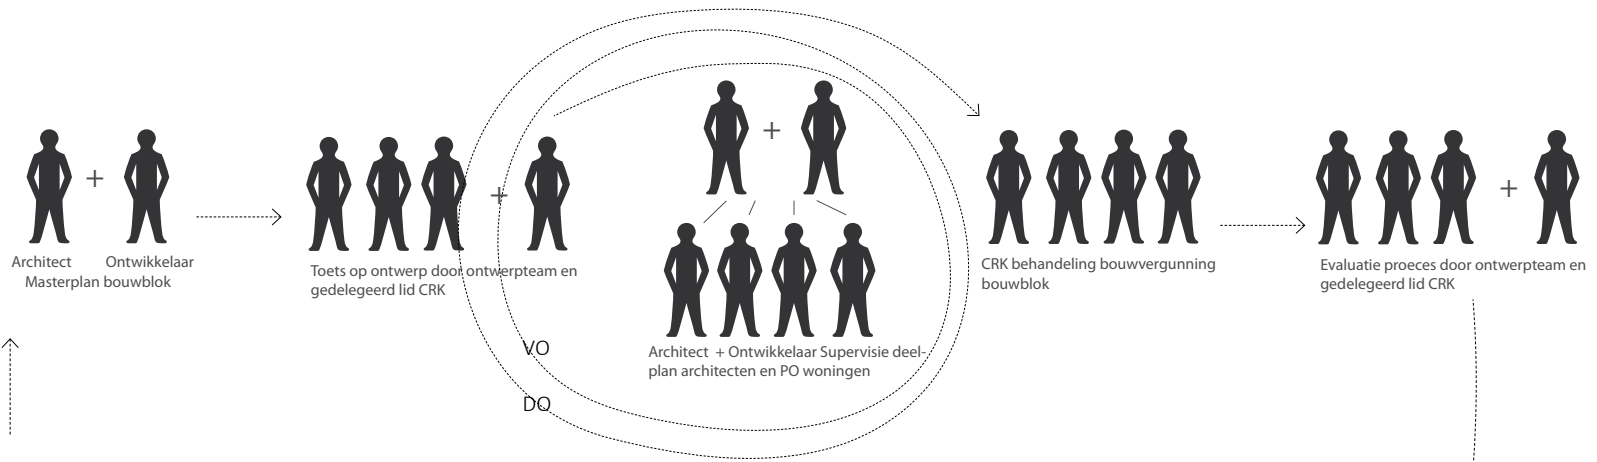 Architect Ontwikkelaar
Masterplan bouwblok
Toets op ontwerp door ontwerpteam en
gedelegeerd lid CRK
VO
DO
Architect + Ontwikkelaar Supervisie deel-
plan architecten en PO woningen
CRK behandeling bouwvergunning
bouwblok
Evaluatie proeces door ontwerpteam en
gedelegeerd lid CRK